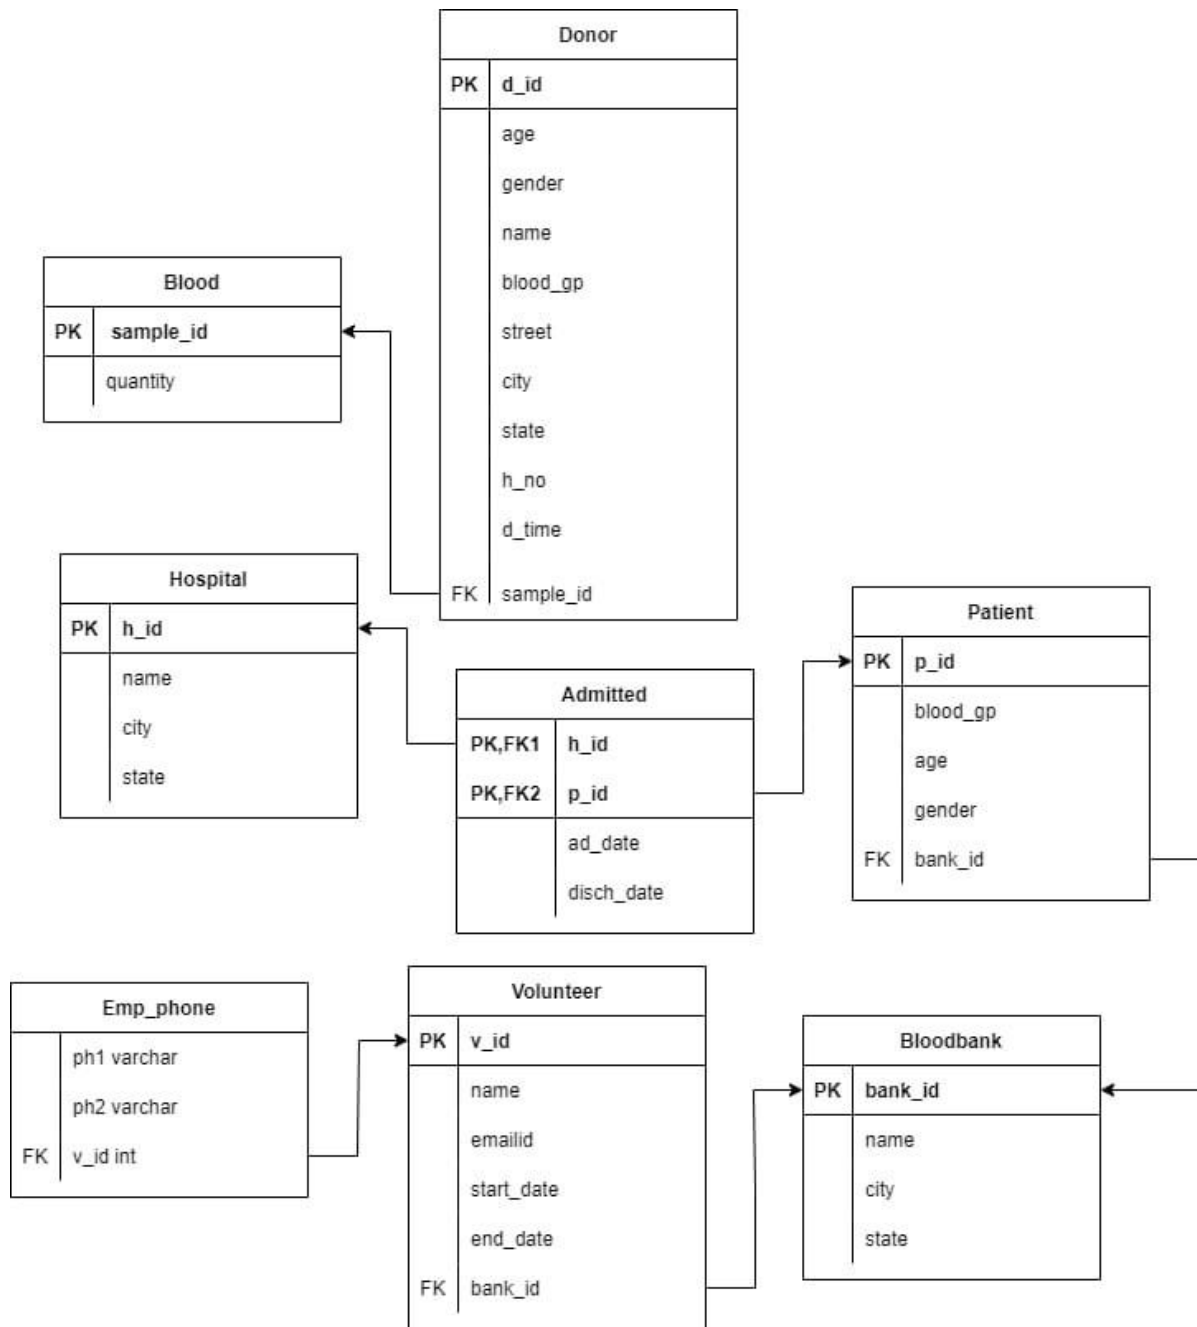 Donor
PK d_id
age
gender
name
blood_gp
street
city
state
h_no
d_time
FK sample_id
Blood
PK sample_id
quantity
Hospital
PK h_id
name
city
state
Admitted
PK,FK1 h_id
PK,FK2 p_id
ad_date
disch_date
Patient
PK p_id
blood_gp
age
gender
FK bank_id
Emp_phone
ph1 varchar
ph2 varchar
FK v_id int
Volunteer
PK v_id
name
emailid
start_date
end_date
FK bank_id
Bloodbank
PK bank_id
name
city
state